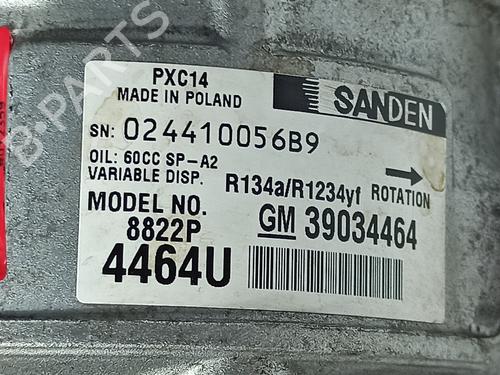 B-PARTS
PXC14
MADE IN POLAND
SANDEN
SN: 024410056B9
OIL: 60CC SP-A2
VARIABLE DISP.
R134a/R1234yf ROTATION
MODEL NO.
8822P
GM 39034464
4464U